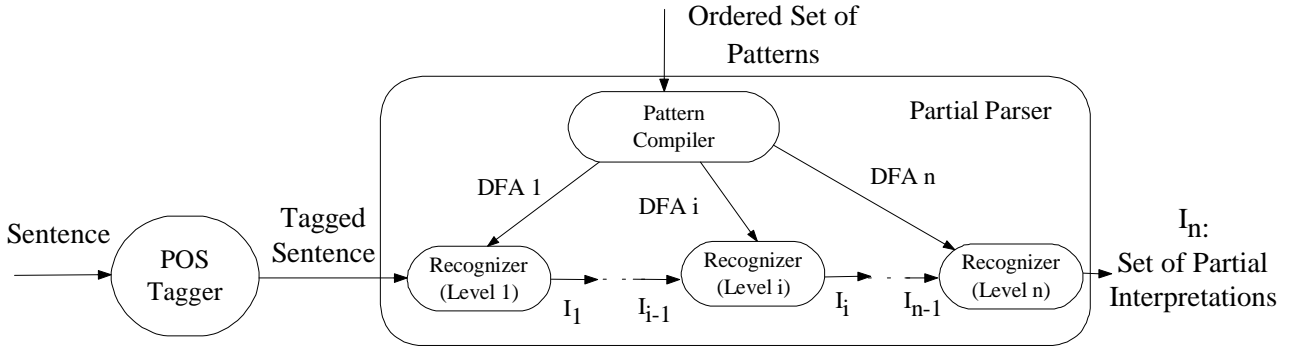 Ordered Set of
Patterns
Partial Parser
Pattern
Compiler
DFA 1
DFA i
DFA n
Sentence
POS
Tagger
Tagged
Sentence
Recognizer
(Level 1)
I1
Ii-1
Recognizer
(Level i)
Ii
In-1
Recognizer
(Level n)
In:
Set of Partial
Interpretations